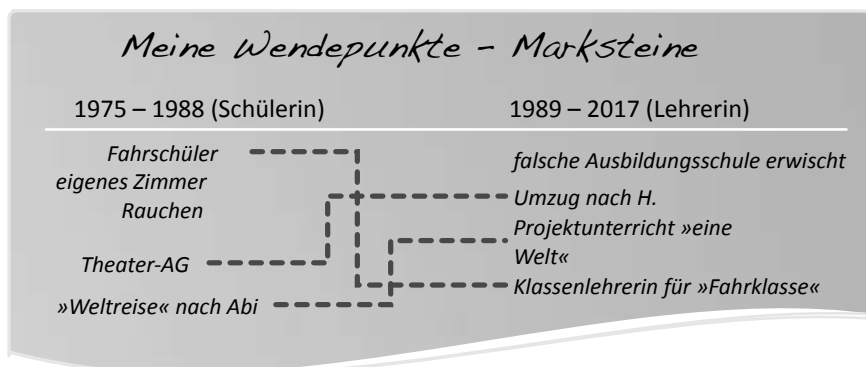 Meine Wendepunkte – Marksteine
1975 – 1988 (Schülerin)
1989 – 2017 (Lehrerin)
Fahrschüler
eigenes Zimmer
Rauchen
Theater-AG
»Weltreise« nach Abi
falsche Ausbildungsschule erwischt
Umzug nach H.
Projektunterricht »eine
Welt«
Klassenlehrerin für »Fahrklasse«